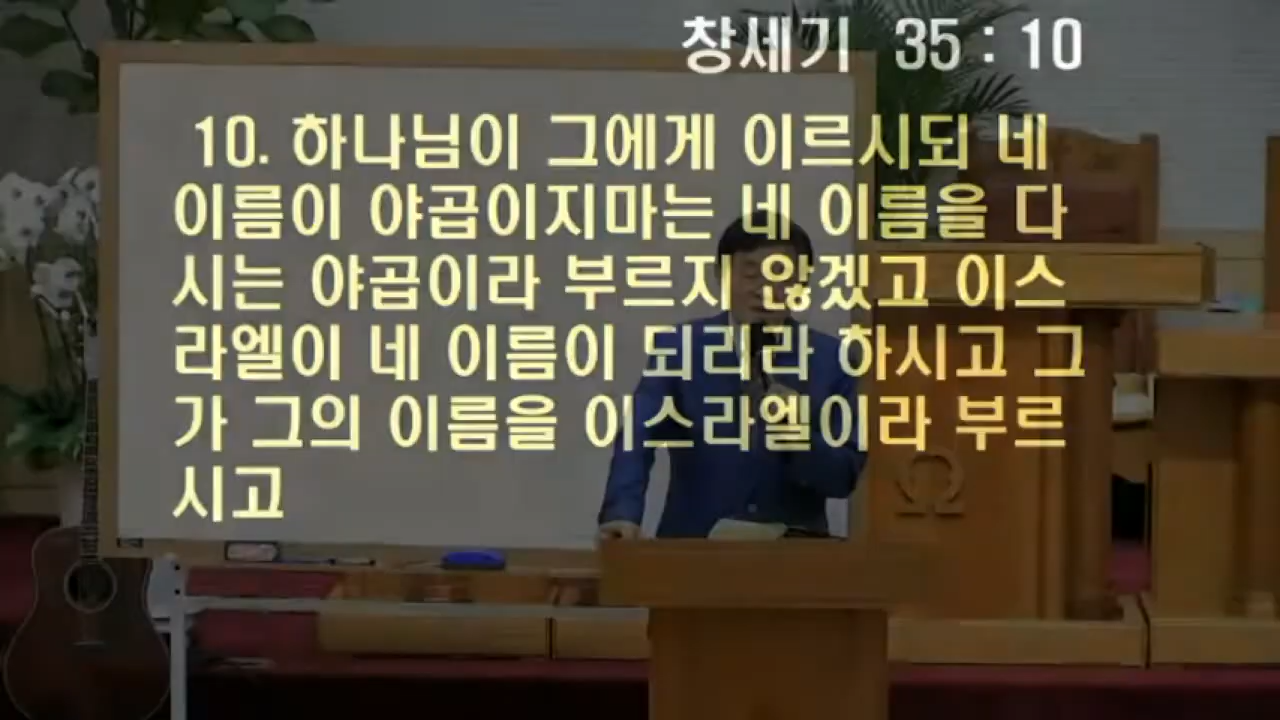 창세기 35 : 10
10. 하나님이 그에게 이르시되 네
이름이 야곱이지마는 네 이름을 다
시는 야곱이라 부르지 않겠고 이스
라엘이 네 이름이 되리라 하시고 그
가 그의 이름을 이스라엘이라 부르
시고
Ω